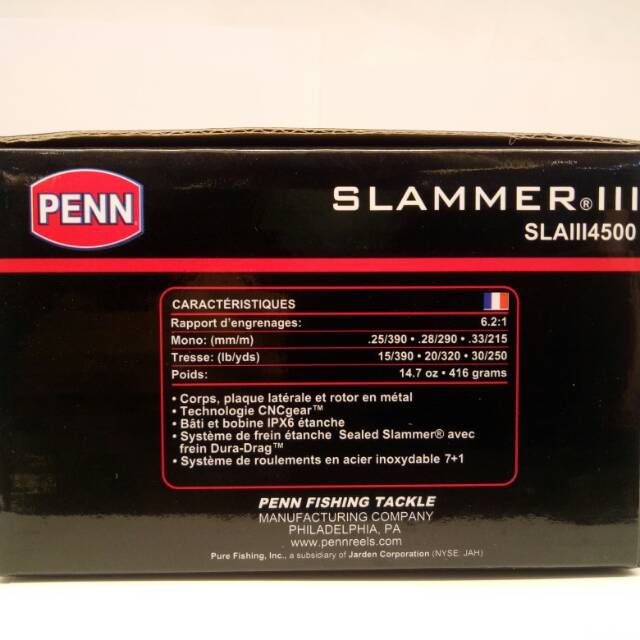 PENN
SLAMMER® III
SLAIII4500
CARACTÉRISTIQUES
Rapport d'engrenages: 6.2:1
Mono: (mm/m) .25/390 • .28/290 • .33/215
Tresse: (lb/yds) 15/390 • 20/320 • 30/250
Poids: 14.7 oz • 416 grams
• Corps, plaque latérale et rotor en métal
• Technologie CNCgear™
• Bâti et bobine IPX6 étanche
• Système de frein étanche Sealed Slammer® avec
frein Dura-Drag™
• Système de roulements en acier inoxydable 7+1
PENN FISHING TACKLE
MANUFACTURING COMPANY
PHILADELPHIA, PA
www.pennreels.com
Pure Fishing, Inc., a subsidiary of Jarden Corporation (NYSE: JAH)